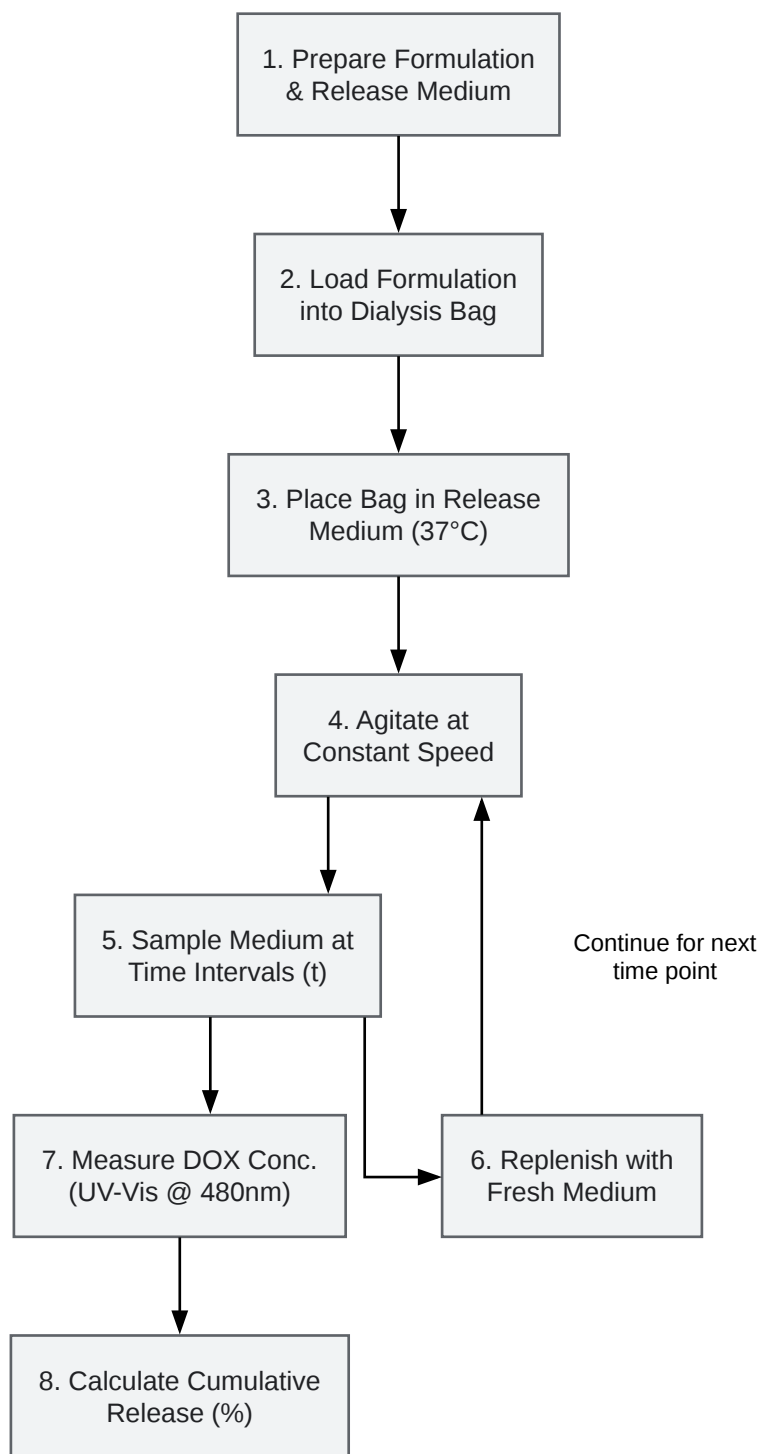 1. Prepare Formulation
& Release Medium
2. Load Formulation
into Dialysis Bag
3. Place Bag in Release
Medium (37°C)
4. Agitate at
Constant Speed
5. Sample Medium at
Time Intervals (t)
Continue for next
time point
7. Measure DOX Conc.
(UV-Vis @ 480nm)
6. Replenish with
Fresh Medium
8. Calculate Cumulative
Release (%)